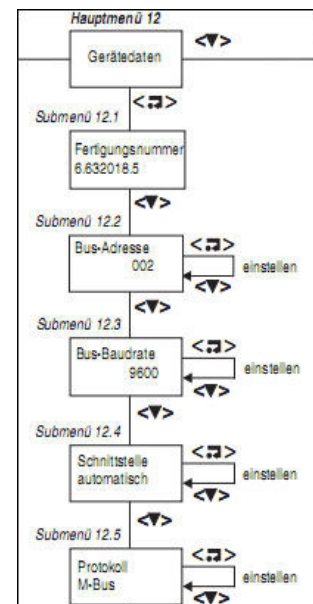 Hauptmenü 12
<▼>
Gerätedaten
<↵>
Submenü 12.1
Fertigungsnummer
6.632018.5
<▼>
Submenü 12.2
Bus-Adresse
002
<↵>
einstellen
<▼>
<▼>
Submenü 12.3
Bus-Baudrate
9600
<↵>
einstellen
<▼>
<▼>
Submenü 12.4
Schnittstelle
automatisch
<↵>
einstellen
<▼>
<▼>
Submenü 12.5
Protokoll
M-Bus
<↵>
einstellen
<▼>